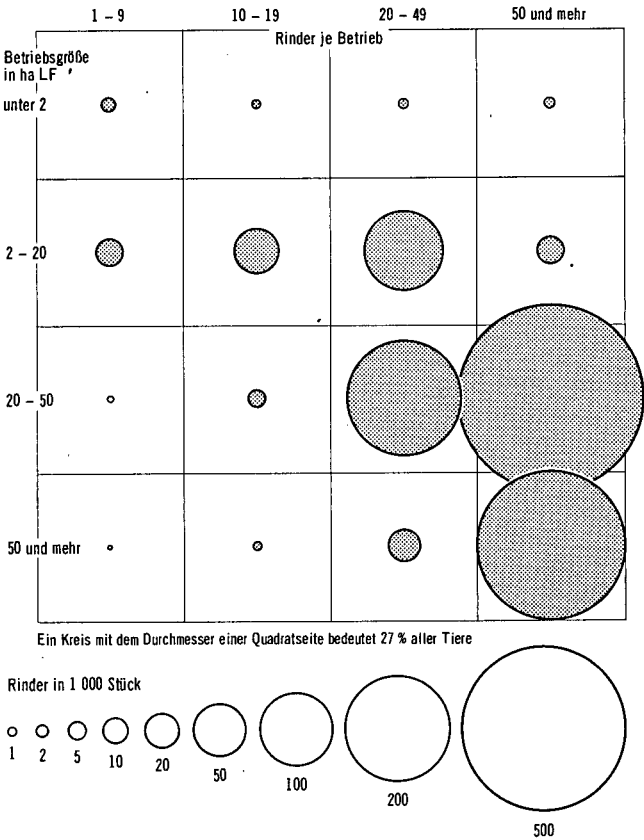 1 – 9 10 – 19 20 – 49 50 und mehr
Rinder je Betrieb
Betriebsgröße
in ha LF
unter 2
2 – 20
20 – 50
50 und mehr
Ein Kreis mit dem Durchmesser einer Quadratseite bedeutet 27 % aller Tiere
Rinder in 1 000 Stück
1 2 5 10 20 50 100 200 500